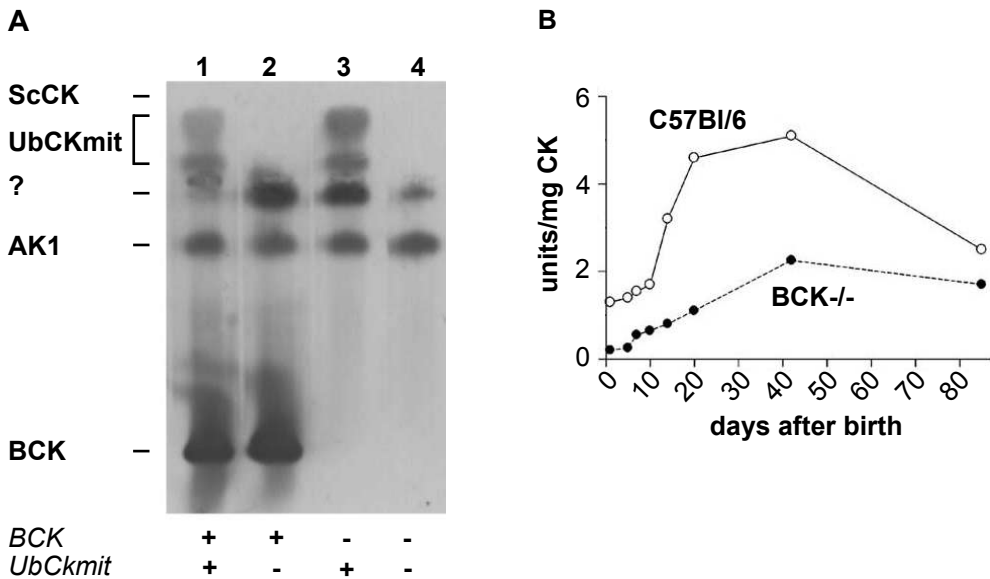 A
1 2 3 4
ScCK –
UbCKmit
? –
AK1 –
BCK –
BCK + + - -
UbCkmit + - + -
B
6
4
2
0
units/mg CK
C57Bl/6
BCK-/-
0 10 20 30 40 50 60 70 80
days after birth